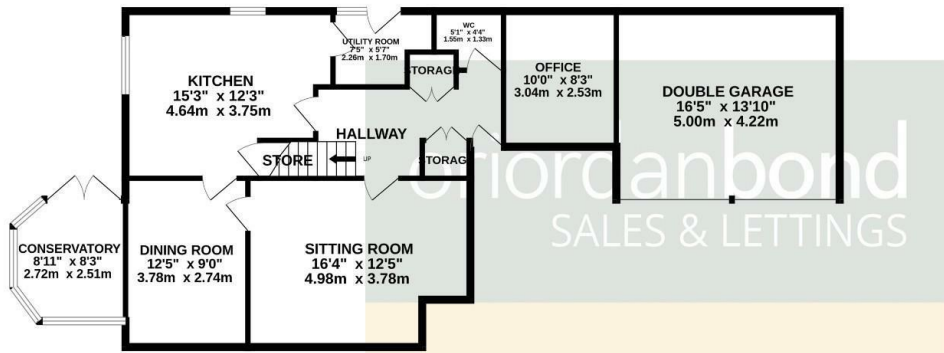 WC
5'1" x 4'4"
1.55m x 1.33m
UTILITY ROOM
7'5" x 5'7"
2.26m x 1.70m
KITCHEN
15'3" x 12'3"
4.64m x 3.75m
STORAGE
OFFICE
10'0" x 8'3"
3.04m x 2.53m
DOUBLE GARAGE
16'5" x 13'10"
5.00m x 4.22m
HALLWAY
STORE
UP
STORAG
oriordanbond
SALES & LETTINGS
CONSERVATORY
8'11" x 8'3"
2.72m x 2.51m
DINING ROOM
12'5" x 9'0"
3.78m x 2.74m
SITTING ROOM
16'4" x 12'5"
4.98m x 3.78m